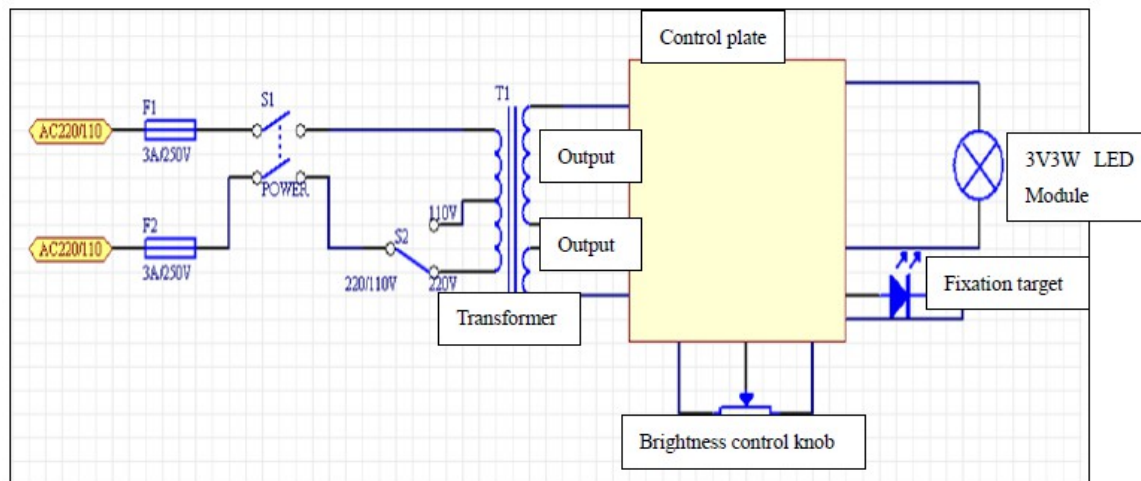 Control plate
F1
S1
T1
AC220/110
3A/250V
Output
3V3W LED
Module
POWER
110V
F2
S2
Output
AC220/110
3A/250V
220/110V
220V
Fixation target
Transformer
Brightness control knob